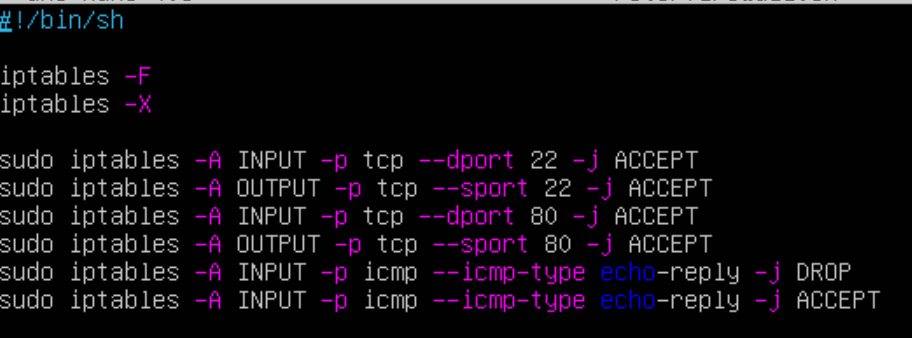 #!/bin/sh
iptables -F
iptables -X
sudo iptables -A INPUT -p tcp --dport 22 -j ACCEPT
sudo iptables -A OUTPUT -p tcp --sport 22 -j ACCEPT
sudo iptables -A INPUT -p tcp --dport 80 -j ACCEPT
sudo iptables -A OUTPUT -p tcp --sport 80 -j ACCEPT
sudo iptables -A INPUT -p icmp --icmp-type echo-reply -j DROP
sudo iptables -A INPUT -p icmp --icmp-type echo-reply -j ACCEPT